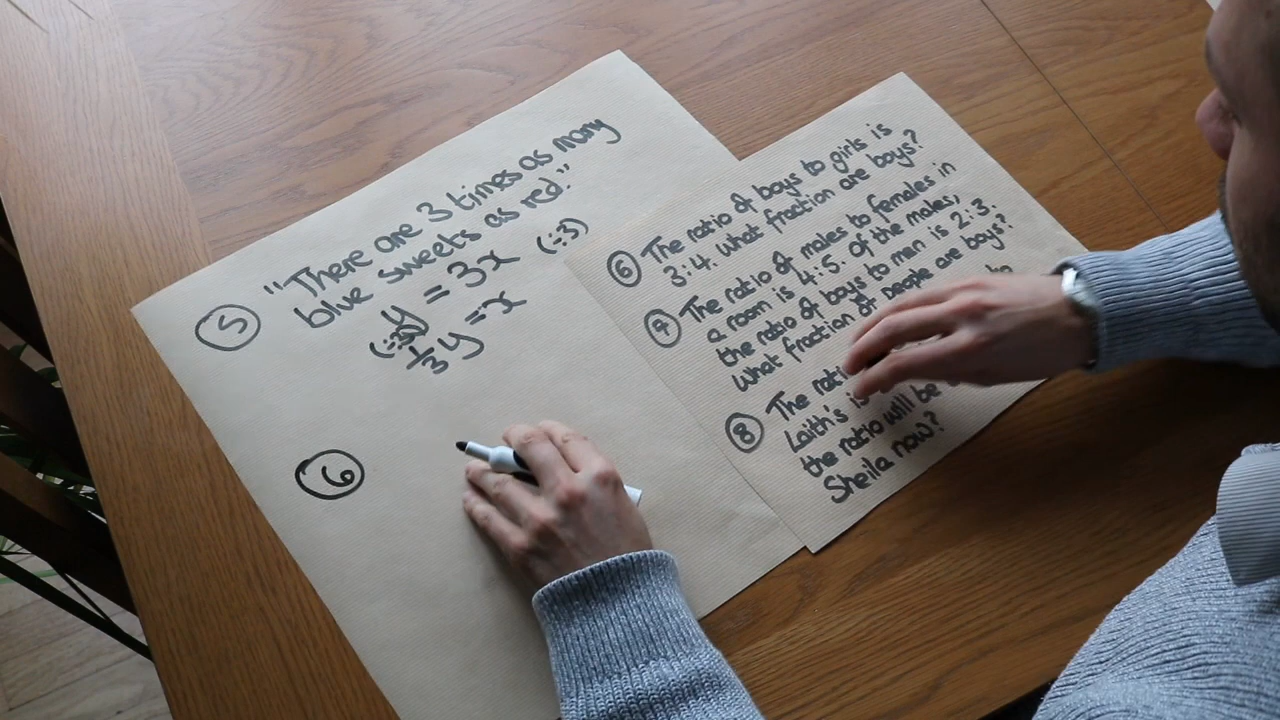 5 "There are 3 times as many
blue sweets as red."
y = 3x (÷3)
(÷3)
1/3 y = x
6
6 The ratio of boys to girls is
3:4. What fraction are boys?
7 The ratio of males to females in
a room is 4:5. Of the males,
the ratio of boys to men is 2:3.
What fraction of people are boys?
8 The
Laith's is
the ratio will be
Sheila now?